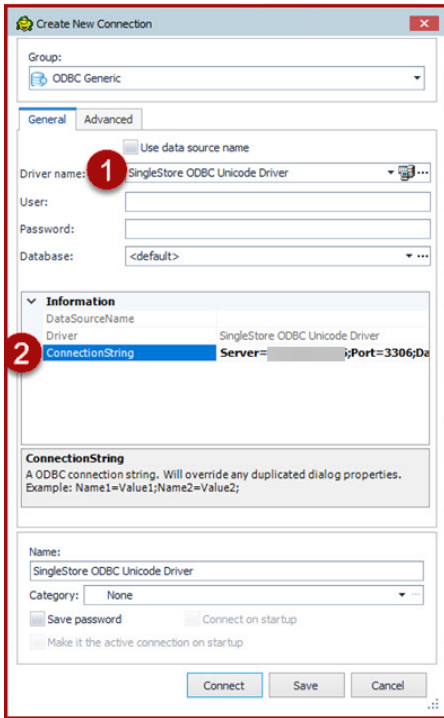 Create New Connection
Group:
ODBC Generic
General Advanced
Use data source name
1
Driver name: SingleStore ODBC Unicode Driver
User:
Password:
Database: <default>
Information
DataSourceName
Driver SingleStore ODBC Unicode Driver
2
ConnectionString Server= ;Port=3306;Da
ConnectionString
A ODBC connection string. Will override any duplicated dialog properties.
Example: Name1=Value1;Name2=Value2;
Name:
SingleStore ODBC Unicode Driver
Category: None
Save password Connect on startup
Make it the active connection on startup
Connect Save Cancel